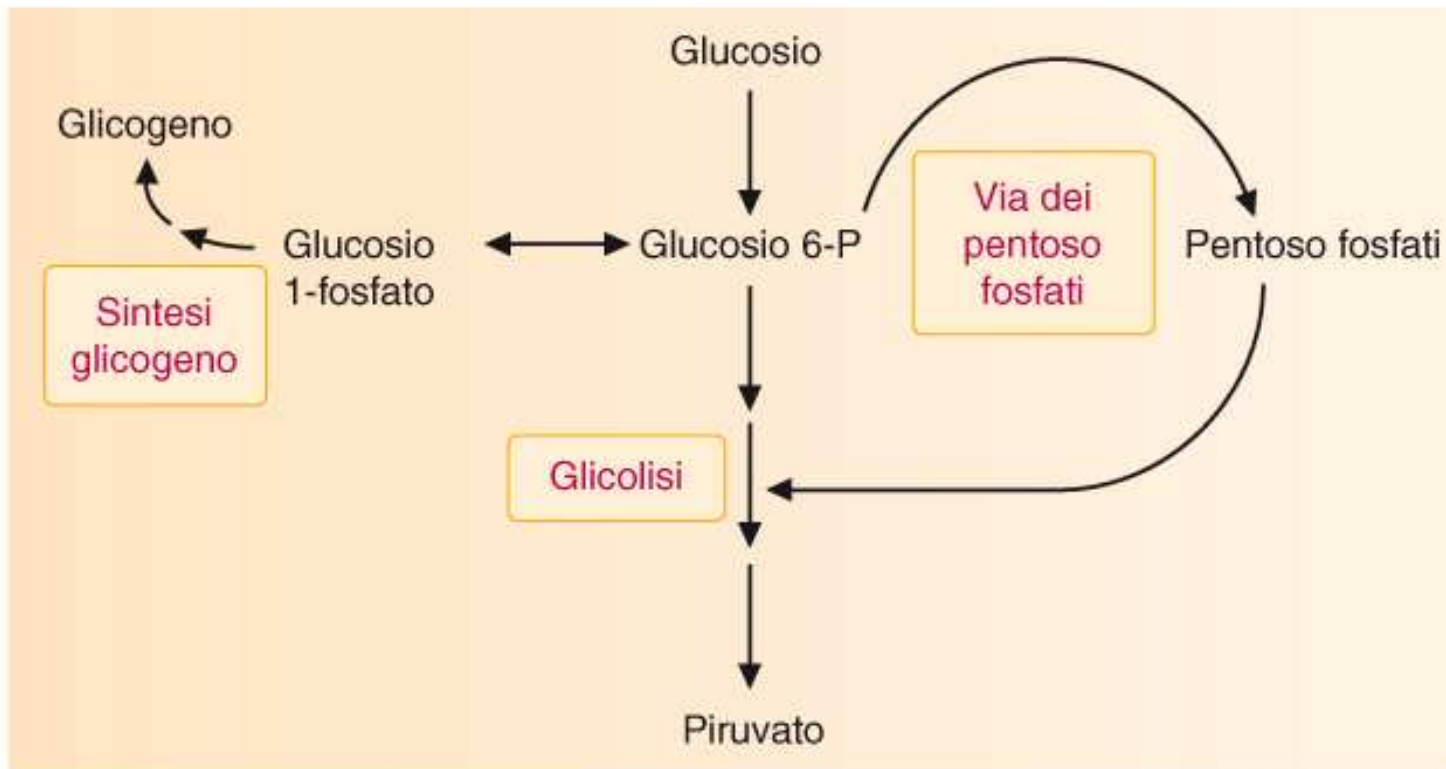 Glucosio
Glicogeno
Glucosio
1-fosfato
Glucosio 6-P
Via dei
pentoso
fosfati
Pentoso fosfati
Sintesi
glicogeno
Glicolisi
Piruvato